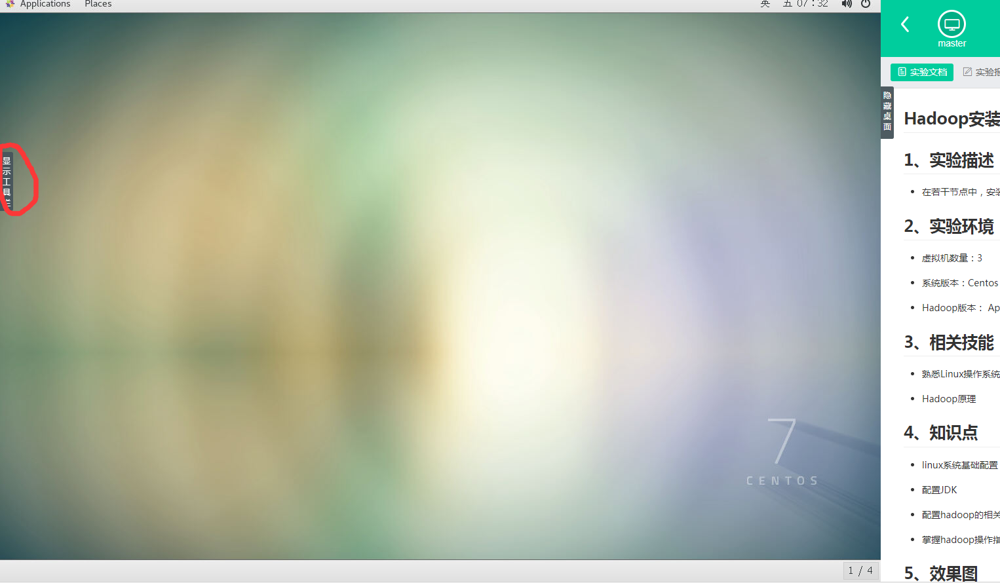 Applications Places 英 五 07：32
master
实验文档 实验报
隐藏桌面
显示工具栏
Hadoop安装
1、实验描述
在若干节点中，安装
2、实验环境
虚拟机数量：3
系统版本：Centos
Hadoop版本： Ap
3、相关技能
熟悉Linux操作系统
Hadoop原理
4、知识点
linux系统基础配置
配置JDK
配置hadoop的相关
掌握hadoop操作指
5、效果图
7
CENTOS
1 / 4